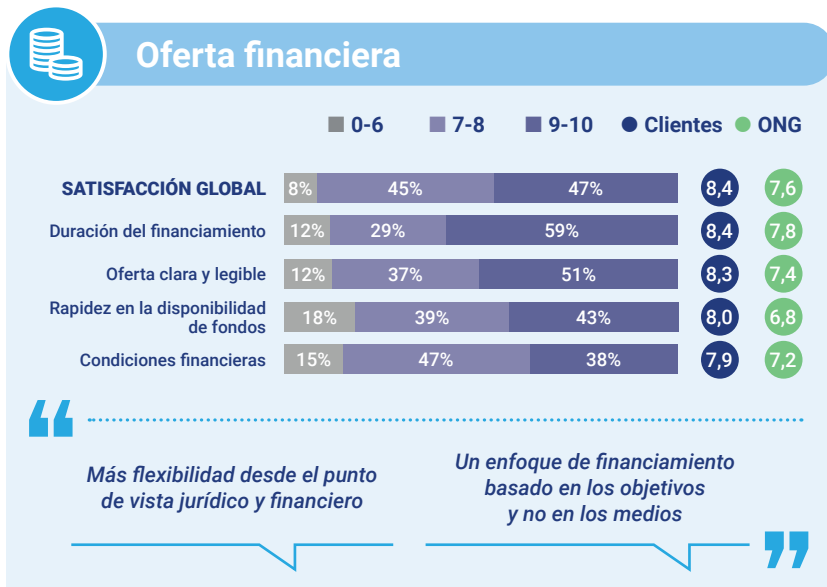 Oferta financiera
0-6 7-8 9-10 Clientes ONG
SATISFACCIÓN GLOBAL 8% 45% 47% 8,4 7,6
Duración del financiamiento 12% 29% 59% 8,4 7,8
Oferta clara y legible 12% 37% 51% 8,3 7,4
Rapidez en la disponibilidad
de fondos 18% 39% 43% 8,0 6,8
Condiciones financieras 15% 47% 38% 7,9 7,2
“
Más flexibilidad desde el punto
de vista jurídico y financiero
Un enfoque de financiamiento
basado en los objetivos
y no en los medios
”